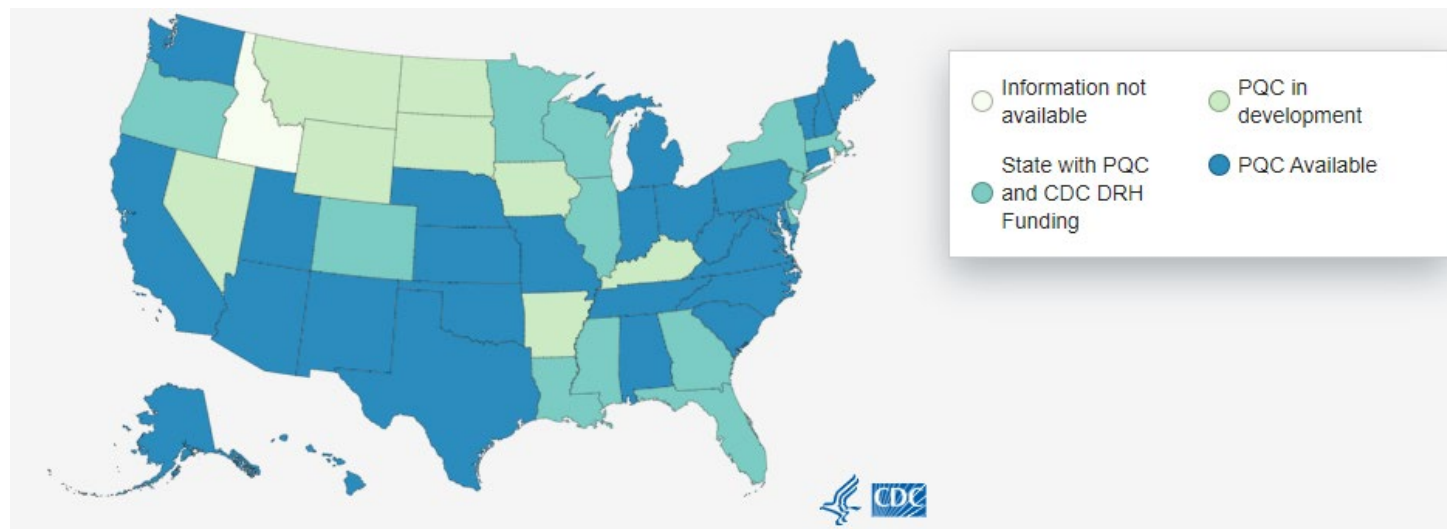 Information not
available
PQC in
development
State with PQC
and CDC DRH
Funding
PQC Available
CDC